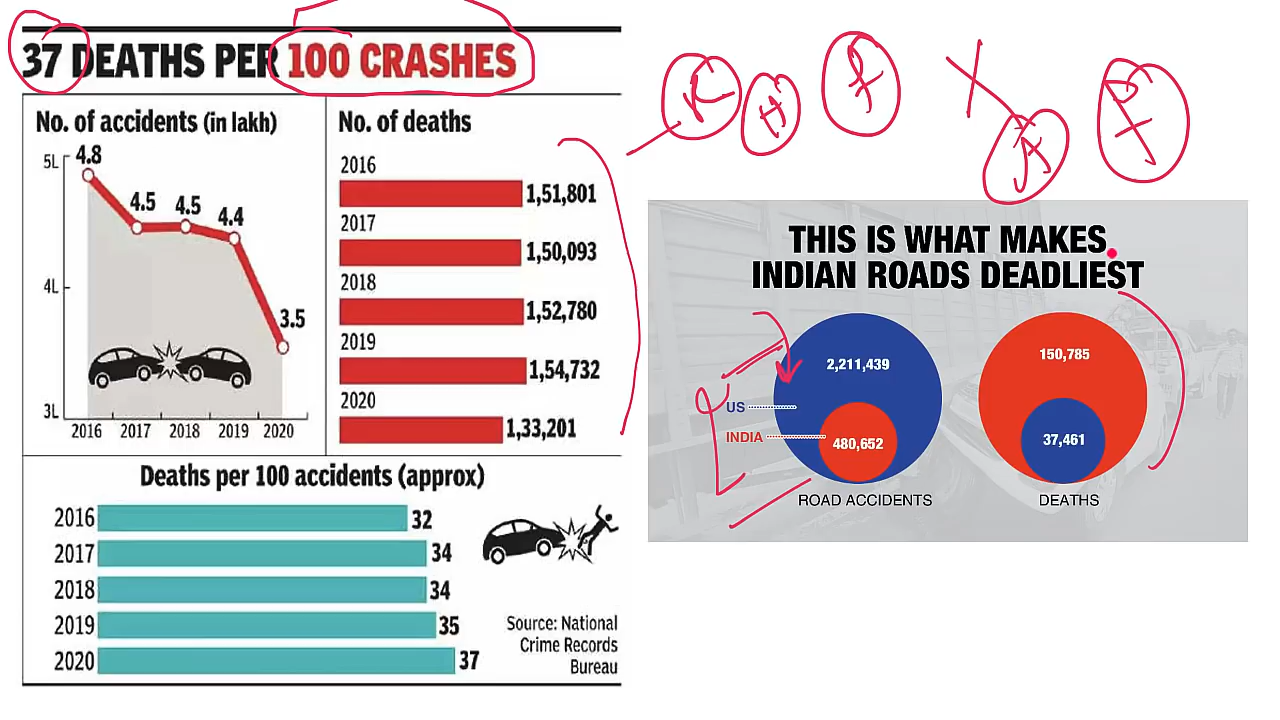 37 DEATHS PER 100 CRASHES
No. of accidents (in lakh)
5L
4.8
4.5
4.5
4.4
4L
3.5
3L
2016 2017 2018 2019 2020
No. of deaths
2016
1,51,801
2017
1,50,093
2018
1,52,780
2019
1,54,732
2020
1,33,201
Deaths per 100 accidents (approx)
2016 32
2017 34
2018 34
2019 35
2020 37
Source: National
Crime Records
Bureau
K H
THIS IS WHAT MAKES
INDIAN ROADS DEADLIEST
2,211,439
US
INDIA
480,652
ROAD ACCIDENTS
150,785
37,461
DEATHS